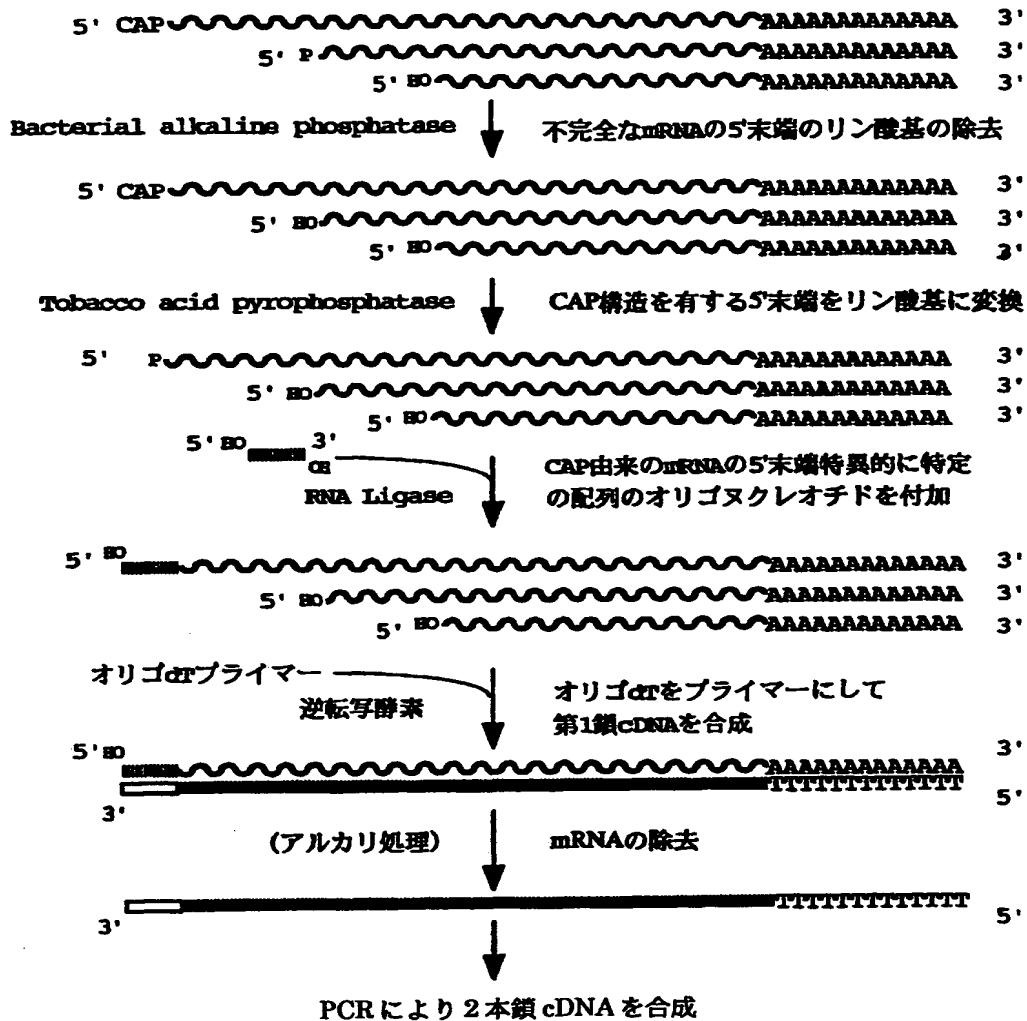 5' CAP AAAAAAAAAAAAA 3'
5' P AAAAAAAAAAAAA 3'
5' HO AAAAAAAAAAAAA 3'
Bacterial alkaline phosphatase 不完全なmRNAの5'末端のリン酸基の除去
5' CAP AAAAAAAAAAAAA 3'
5' HO AAAAAAAAAAAAA 3'
5' HO AAAAAAAAAAAAA 3'
Tobacco acid pyrophosphatase CAP構造を有する5'末端をリン酸基に変換
5' P AAAAAAAAAAAAA 3'
5' HO AAAAAAAAAAAAA 3'
5' HO AAAAAAAAAAAAA 3'
5' HO 3'
OH
RNA Ligase
CAP由来のmRNAの5'末端特異的に特定
の配列のオリゴヌクレオチドを付加
5' HO AAAAAAAAAAAAA 3'
5' HO AAAAAAAAAAAAA 3'
5' HO AAAAAAAAAAAAA 3'
オリゴdTプライマー
逆転写酵素
オリゴdTをプライマーにして
第1鎖cDNAを合成
5' HO AAAAAAAAAAAAA 3'
3' TTTTTTTTTTTTT 5'
(アルカリ処理) mRNAの除去
3' TTTTTTTTTTTTT 5'
PCRにより2本鎖cDNAを合成